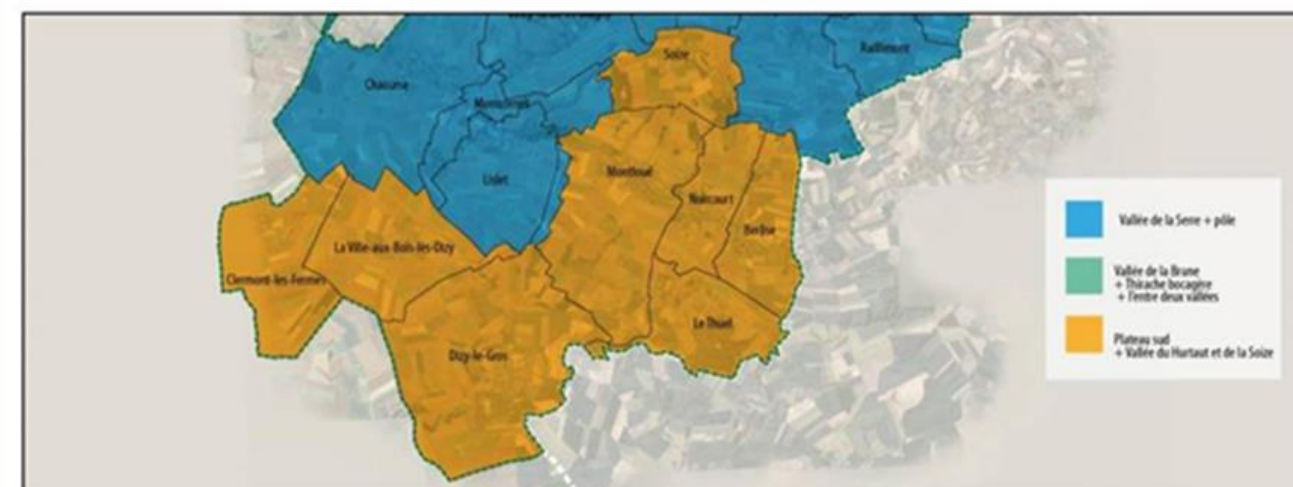 Soize
Raillimont
Chaourse
Montcornet
Lislet
Montloué
Noircourt
Berlise
La Ville-aux-Bois-lès-Dizy
Clermont-les-Fermes
Le Thuel
Dizy-le-Gros
Vallée de la Serre + pôle
Vallée de la Brune
+ Thirache bocagère
+ l'entre deux vallées
Plateau sud
+ Vallée du Hurtaut et de la Soize